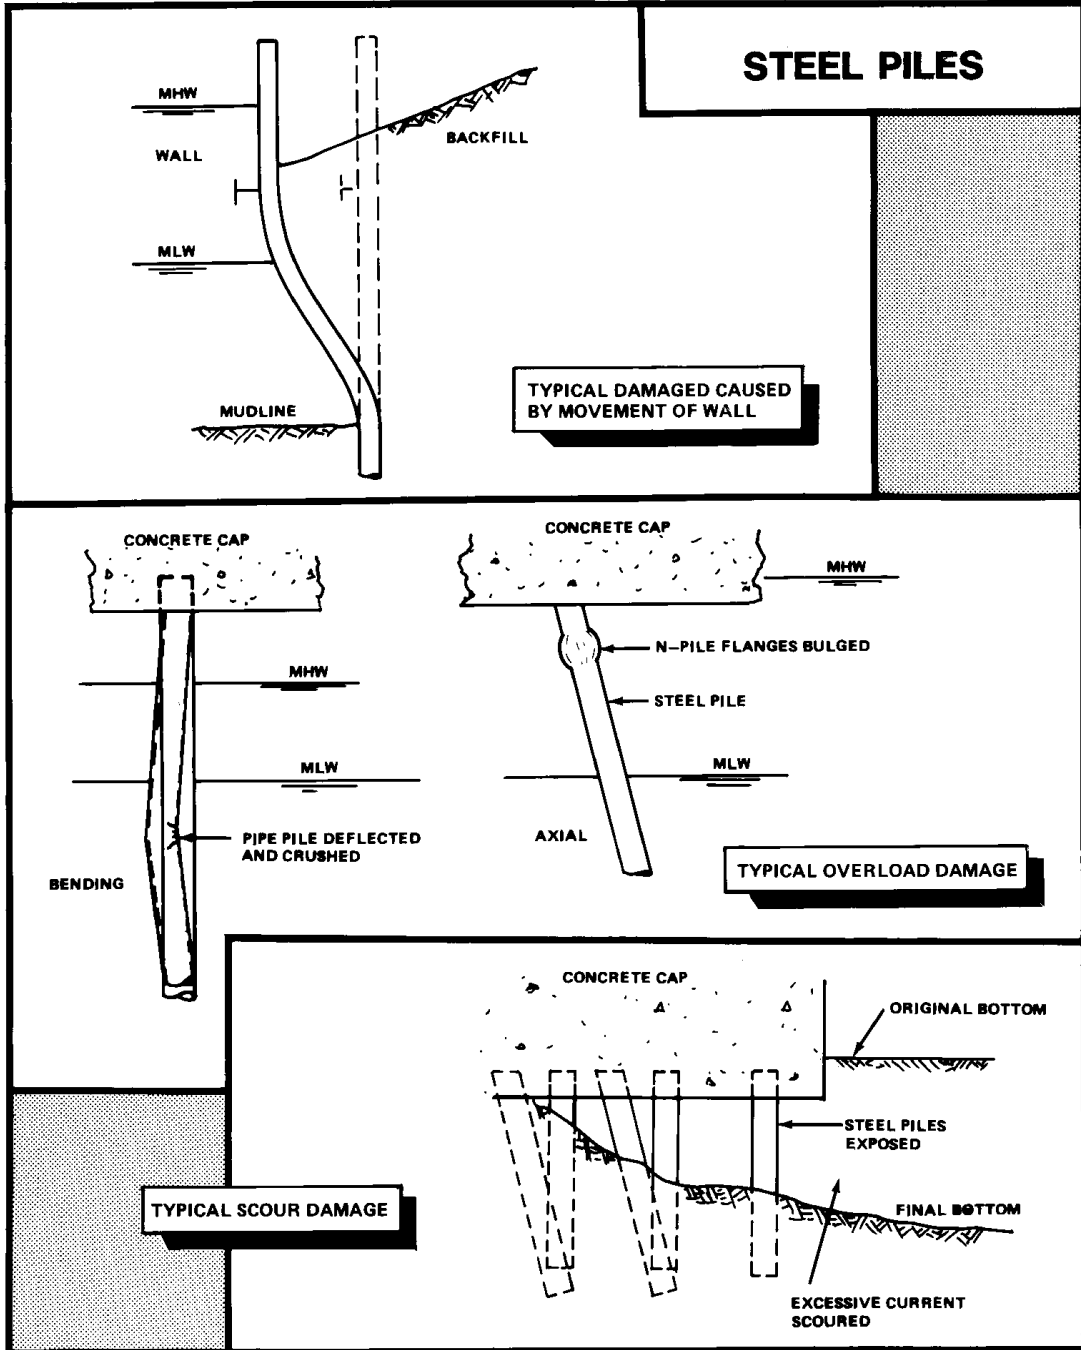 STEEL PILES
MHW
WALL
BACKFILL
MLW
MUDLINE
TYPICAL DAMAGED CAUSED
BY MOVEMENT OF WALL
CONCRETE CAP
MHW
MLW
PIPE PILE DEFLECTED
AND CRUSHED
BENDING
CONCRETE CAP
MHW
N-PILE FLANGES BULGED
STEEL PILE
MLW
AXIAL
TYPICAL OVERLOAD DAMAGE
CONCRETE CAP
ORIGINAL BOTTOM
STEEL PILES
EXPOSED
FINAL BOTTOM
EXCESSIVE CURRENT
SCOURED
TYPICAL SCOUR DAMAGE